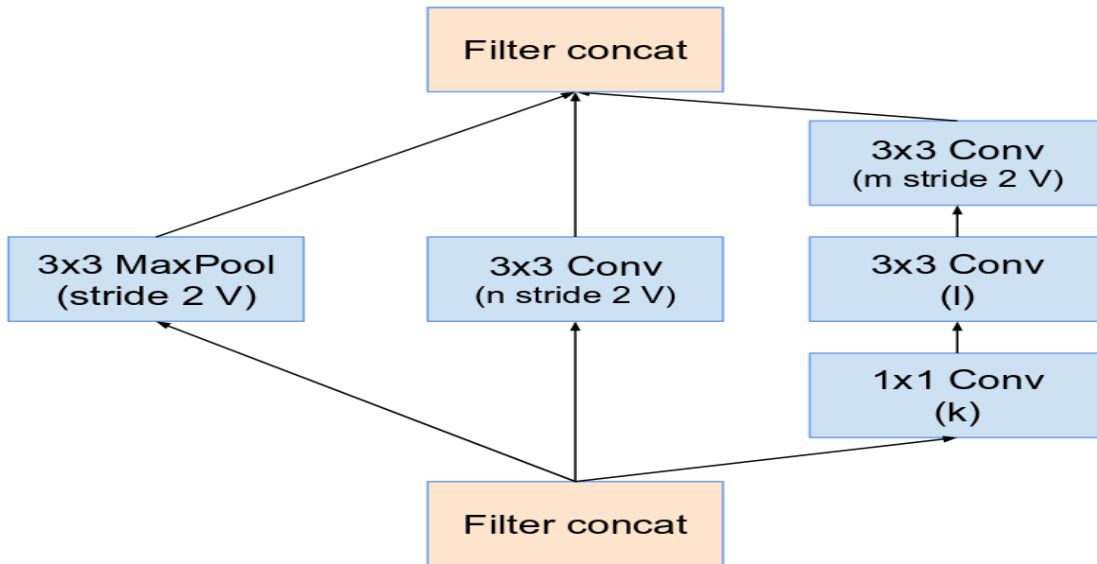 Filter concat
3x3 Conv
(m stride 2 V)
3x3 MaxPool
(stride 2 V)
3x3 Conv
(n stride 2 V)
3x3 Conv
(l)
1x1 Conv
(k)
Filter concat